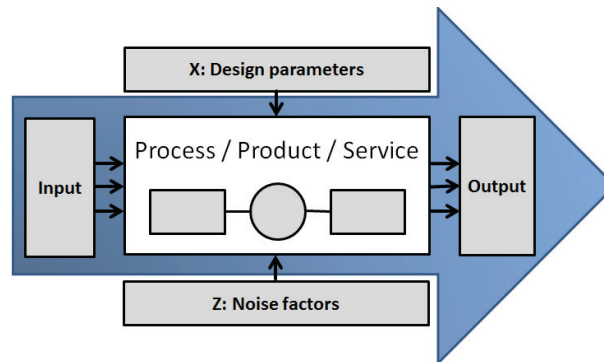 X: Design parameters
Process / Product / Service
Input
Output
Z: Noise factors